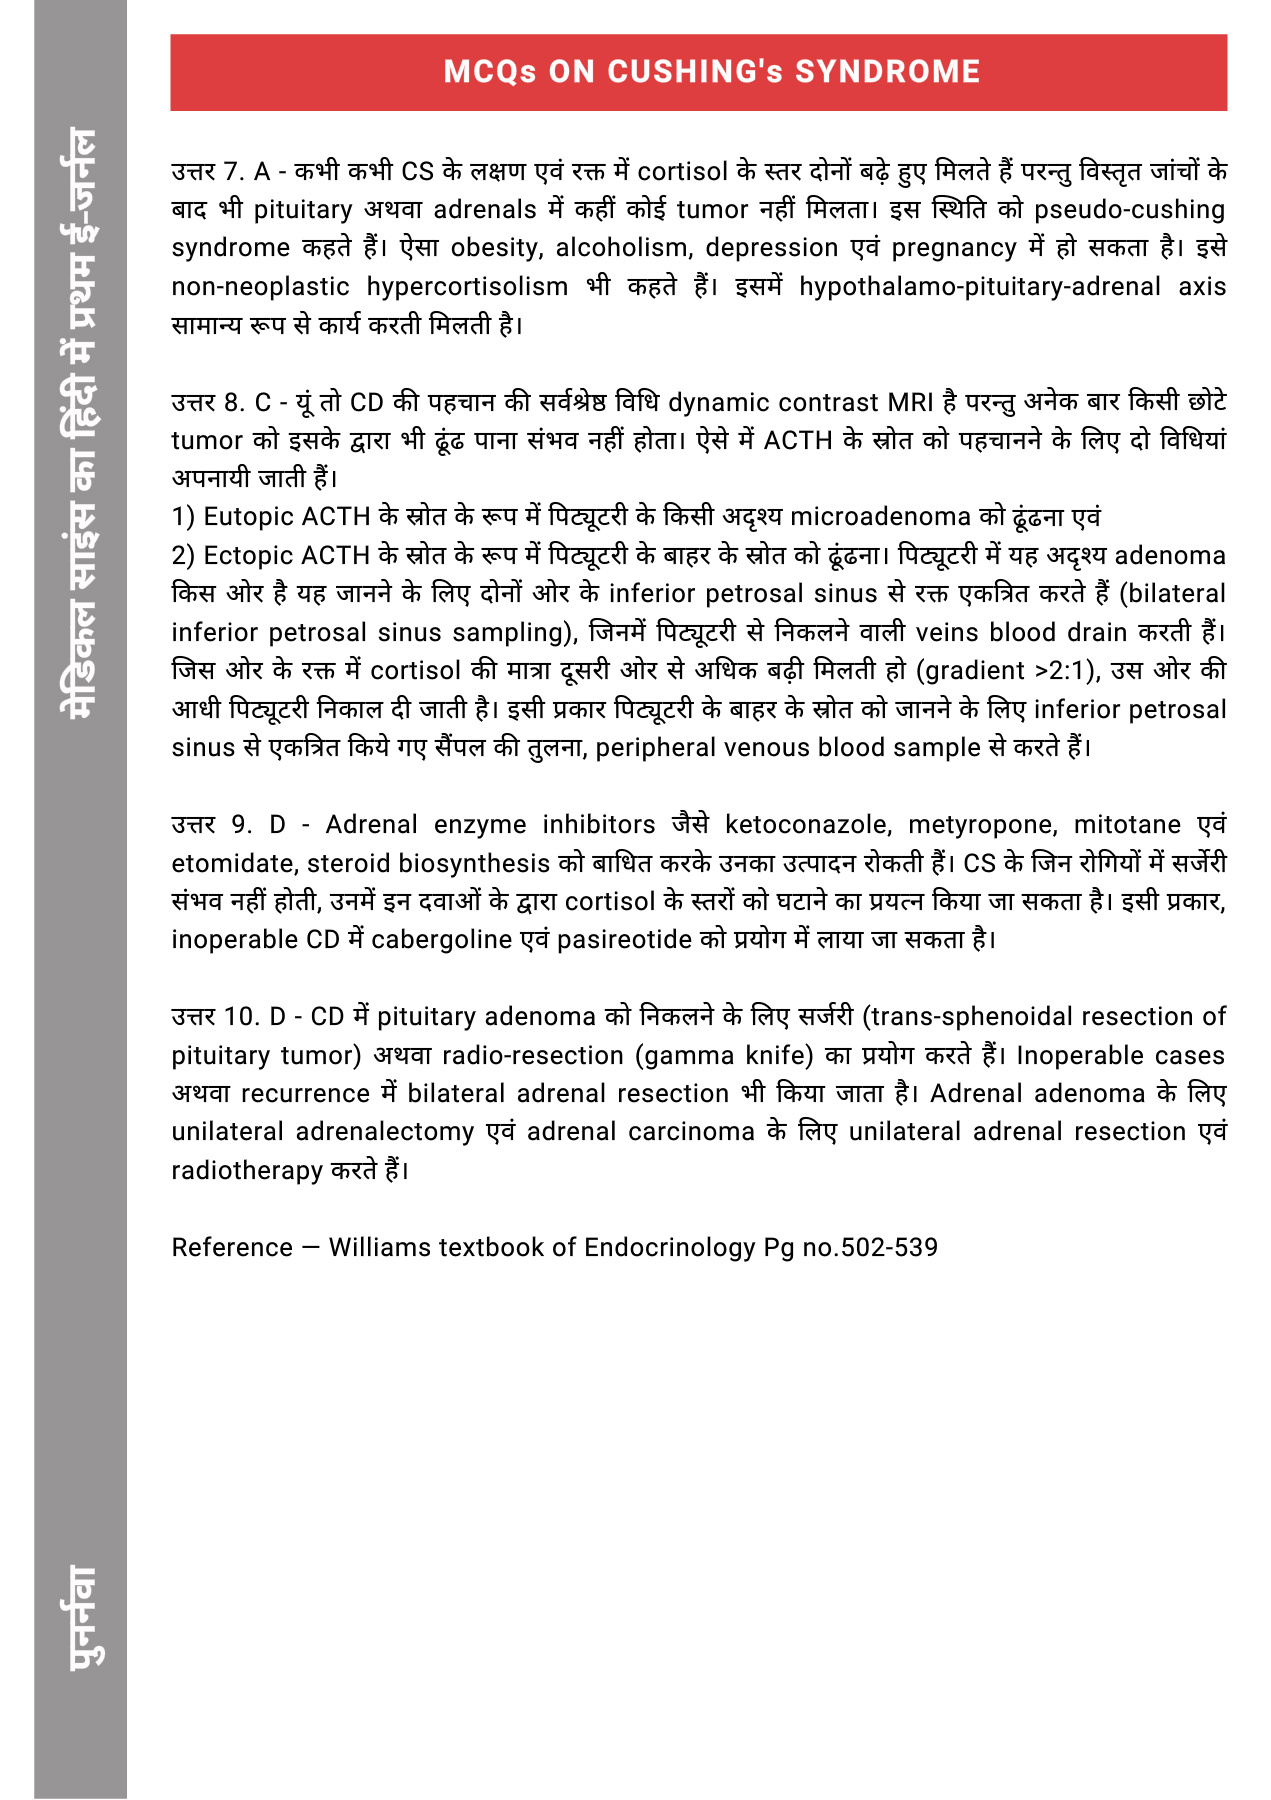 MCQs ON CUSHING's SYNDROME
उत्तर 7. A - कभी कभी CS के लक्षण एवं रक्त में cortisol के स्तर दोनों बढ़े हुए मिलते हैं परन्तु विस्तृत जांचों के
बाद भी pituitary अथवा adrenals में कहीं कोई tumor नहीं मिलता। इस स्थिति को pseudo-cushing
syndrome कहते हैं। ऐसा obesity, alcoholism, depression एवं pregnancy में हो सकता है। इसे
non-neoplastic hypercortisolism भी कहते हैं। इसमें hypothalamo-pituitary-adrenal axis
सामान्य रूप से कार्य करती मिलती है।
उत्तर 8. C - यूं तो CD की पहचान की सर्वश्रेष्ठ विधि dynamic contrast MRI है परन्तु अनेक बार किसी छोटे
tumor को इसके द्वारा भी ढूंढ पाना संभव नहीं होता। ऐसे में ACTH के स्रोत को पहचानने के लिए दो विधियां
अपनायी जाती हैं।
1) Eutopic ACTH के स्रोत के रूप में पिट्यूटरी के किसी अदृश्य microadenoma को ढूंढना एवं
2) Ectopic ACTH के स्रोत के रूप में पिट्यूटरी के बाहर के स्रोत को ढूंढना। पिट्यूटरी में यह अदृश्य adenoma
किस ओर है यह जानने के लिए दोनों ओर के inferior petrosal sinus से रक्त एकत्रित करते हैं (bilateral
inferior petrosal sinus sampling), जिनमें पिट्यूटरी से निकलने वाली veins blood drain करती हैं।
जिस ओर के रक्त में cortisol की मात्रा दूसरी ओर से अधिक बढ़ी मिलती हो (gradient >2:1), उस ओर की
आधी पिट्यूटरी निकाल दी जाती है। इसी प्रकार पिट्यूटरी के बाहर के स्रोत को जानने के लिए inferior petrosal
sinus से एकत्रित किये गए सैंपल की तुलना, peripheral venous blood sample से करते हैं।
उत्तर 9. D - Adrenal enzyme inhibitors जैसे ketoconazole, metyropone, mitotane एवं
etomidate, steroid biosynthesis को बाधित करके उनका उत्पादन रोकती हैं। CS के जिन रोगियों में सर्जेरी
संभव नहीं होती, उनमें इन दवाओं के द्वारा cortisol के स्तरों को घटाने का प्रयत्न किया जा सकता है। इसी प्रकार,
inoperable CD में cabergoline एवं pasireotide को प्रयोग में लाया जा सकता है।
उत्तर 10. D - CD में pituitary adenoma को निकलने के लिए सर्जरी (trans-sphenoidal resection of
pituitary tumor) अथवा radio-resection (gamma knife) का प्रयोग करते हैं। Inoperable cases
अथवा recurrence में bilateral adrenal resection भी किया जाता है। Adrenal adenoma के लिए
unilateral adrenalectomy एवं adrenal carcinoma के लिए unilateral adrenal resection एवं
radiotherapy करते हैं।
Reference — Williams textbook of Endocrinology Pg no.502-539
मेडिकल साइंस का हिंदी में प्रथम ई-जर्नल
पुनर्नवा